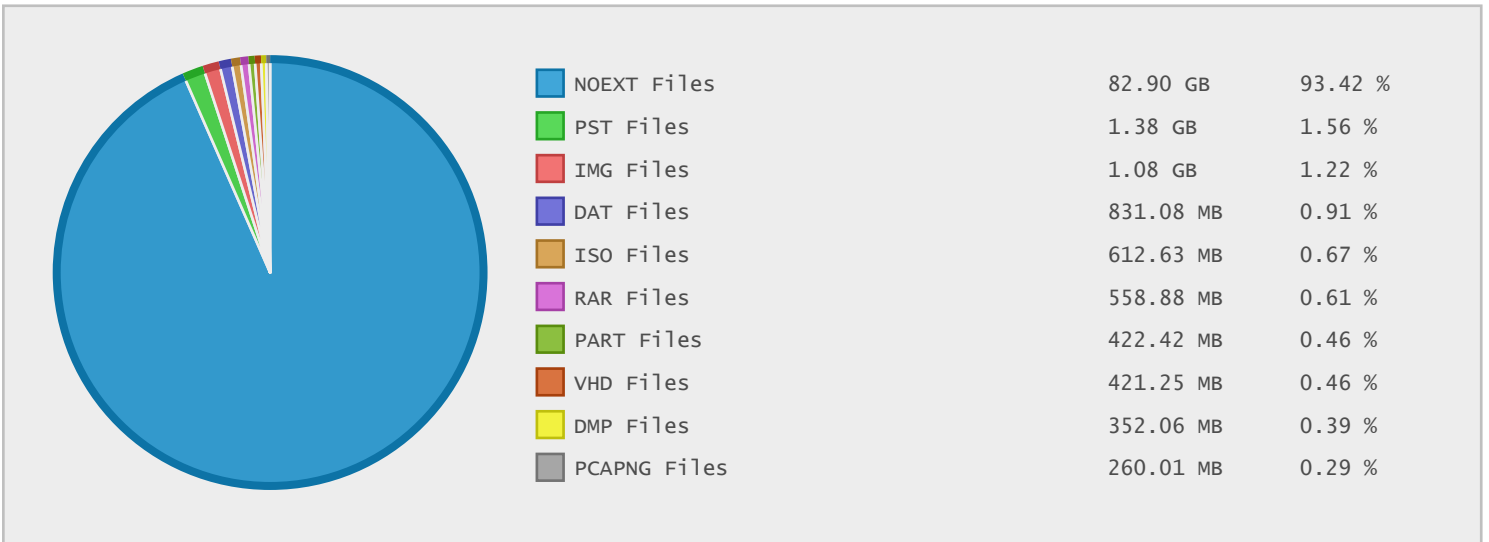 NOEXT Files 82.90 GB 93.42 %
PST Files 1.38 GB 1.56 %
IMG Files 1.08 GB 1.22 %
DAT Files 831.08 MB 0.91 %
ISO Files 612.63 MB 0.67 %
RAR Files 558.88 MB 0.61 %
PART Files 422.42 MB 0.46 %
VHD Files 421.25 MB 0.46 %
DMP Files 352.06 MB 0.39 %
PCAPNG Files 260.01 MB 0.29 %